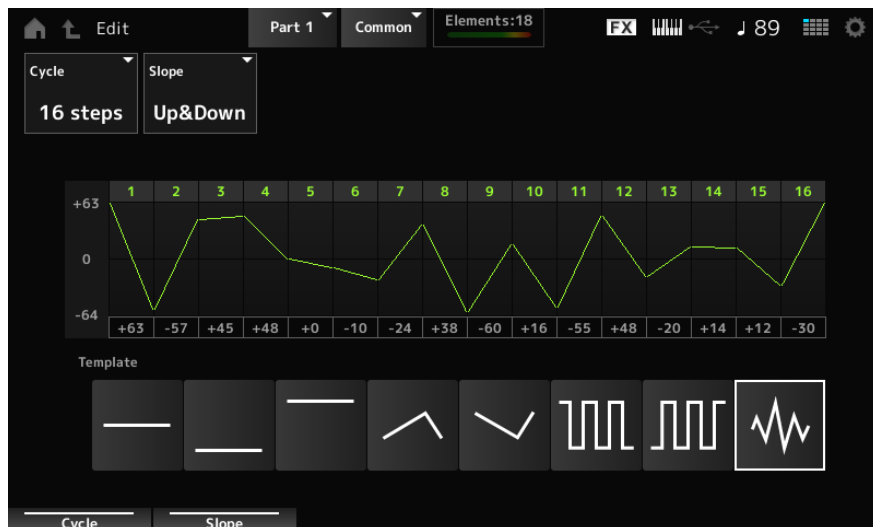 Edit Part 1 Common Elements:18 FX 89
Cycle Slope
16 steps Up&Down
1 2 3 4 5 6 7 8 9 10 11 12 13 14 15 16
+63
0
-64
+63 -57 +45 +48 +0 -10 -24 +38 -60 +16 -55 +48 -20 +14 +12 -30
Template
Cycle Slope